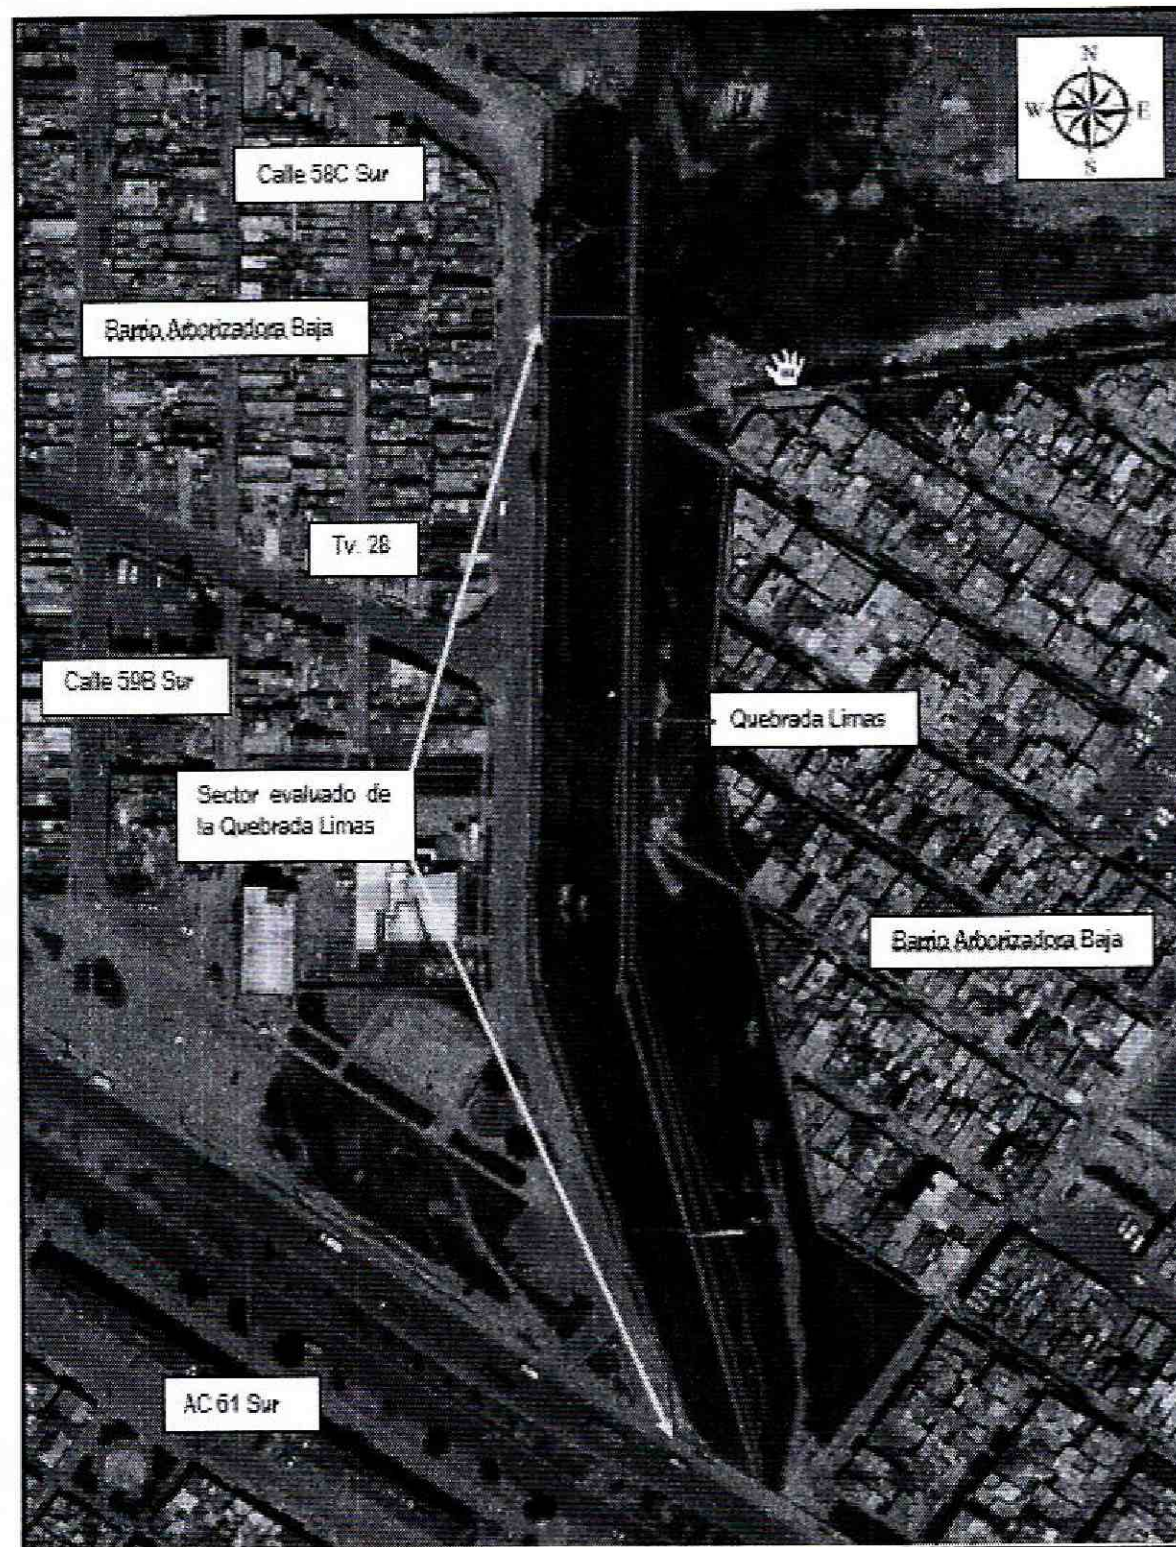 N
W E
S
Calle 58C Sur
Barrio Arborizadora Baja
Tv. 28
Calle 59B Sur
Quebrada Limas
Sector evaluado de
la Quebrada Limas
Barrio Arborizadora Baja
AC 61 Sur